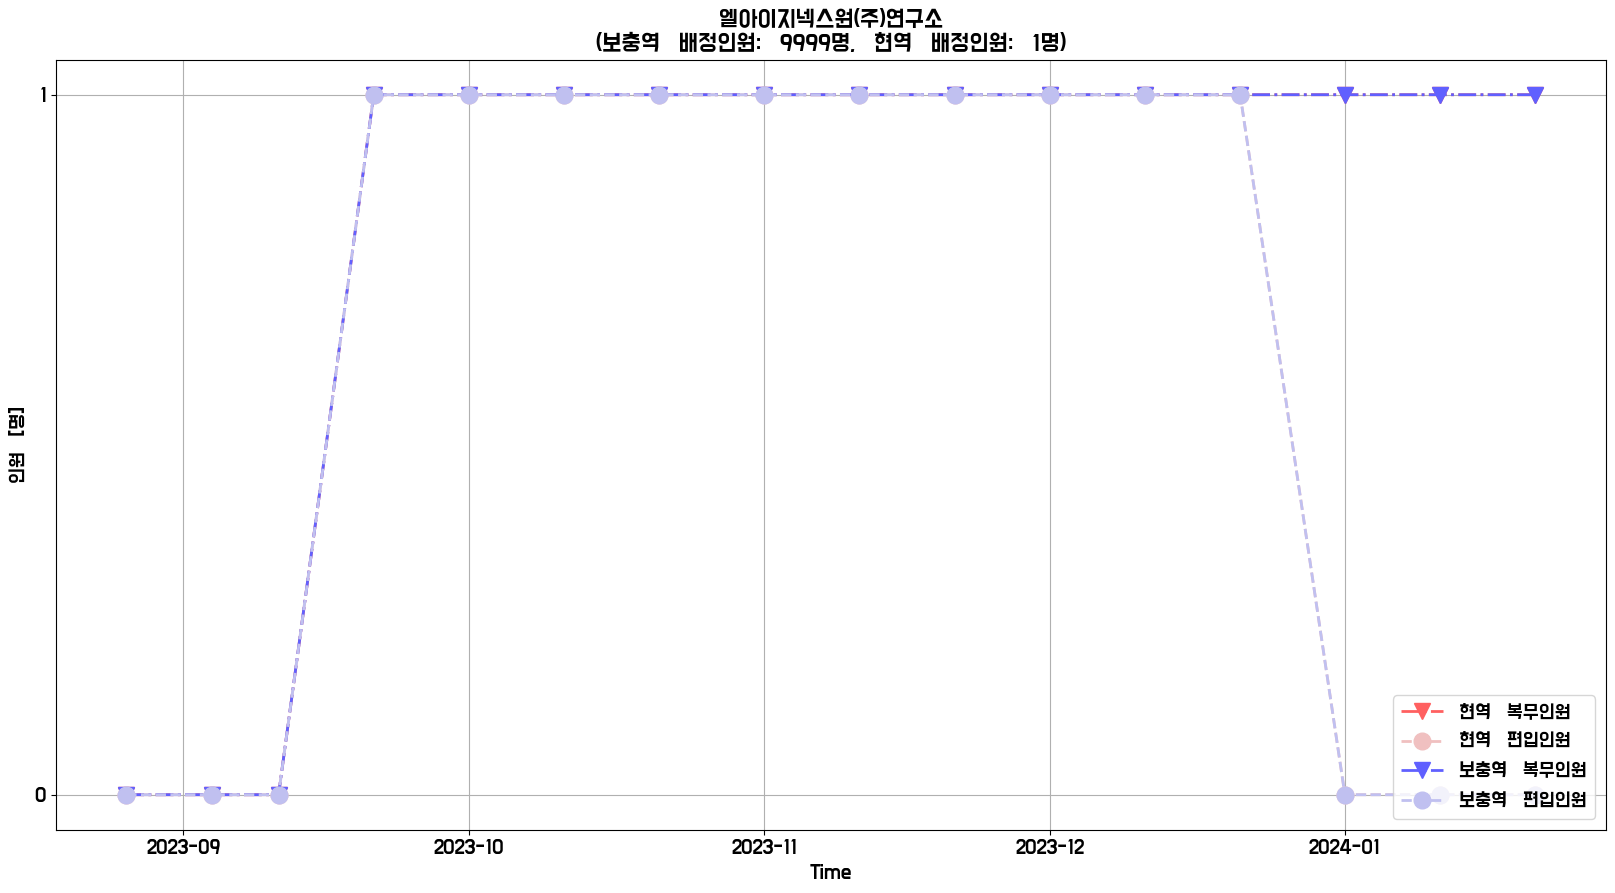 엘아이지넥스원(주)연구소
(보충역 배정인원: 9999명, 현역 배정인원: 1명)
1
0
인원 [명]
2023-09
2023-10
2023-11
2023-12
2024-01
Time
현역 복무인원
현역 편입인원
보충역 복무인원
보충역 편입인원